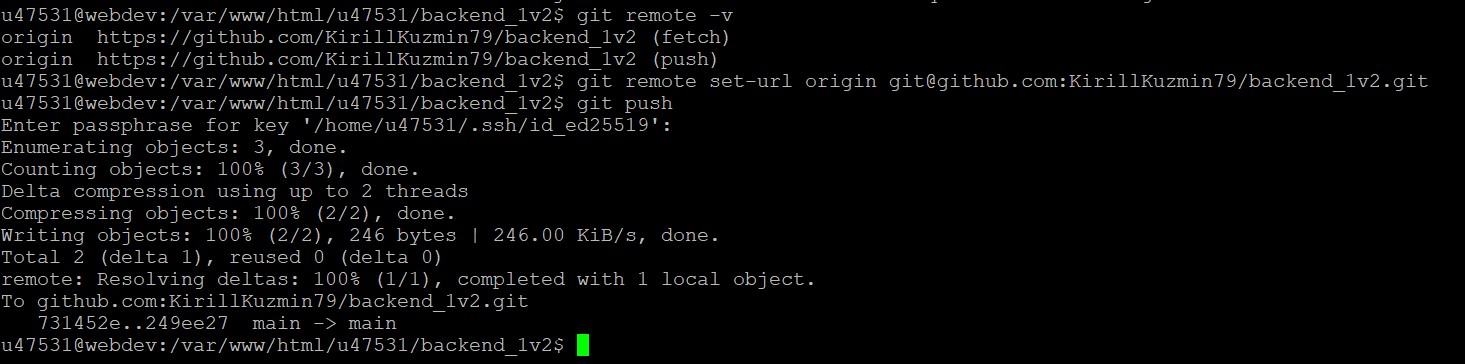 u47531@webdev:/var/www/html/u47531/backend_1v2$ git remote -v
origin  https://github.com/KirillKuzmin79/backend_1v2 (fetch)
origin  https://github.com/KirillKuzmin79/backend_1v2 (push)
u47531@webdev:/var/www/html/u47531/backend_1v2$ git remote set-url origin git@github.com:KirillKuzmin79/backend_1v2.git
u47531@webdev:/var/www/html/u47531/backend_1v2$ git push
Enter passphrase for key '/home/u47531/.ssh/id_ed25519':
Enumerating objects: 3, done.
Counting objects: 100% (3/3), done.
Delta compression using up to 2 threads
Compressing objects: 100% (2/2), done.
Writing objects: 100% (2/2), 246 bytes | 246.00 KiB/s, done.
Total 2 (delta 1), reused 0 (delta 0)
remote: Resolving deltas: 100% (1/1), completed with 1 local object.
To github.com:KirillKuzmin79/backend_1v2.git
   731452e..249ee27  main -> main
u47531@webdev:/var/www/html/u47531/backend_1v2$